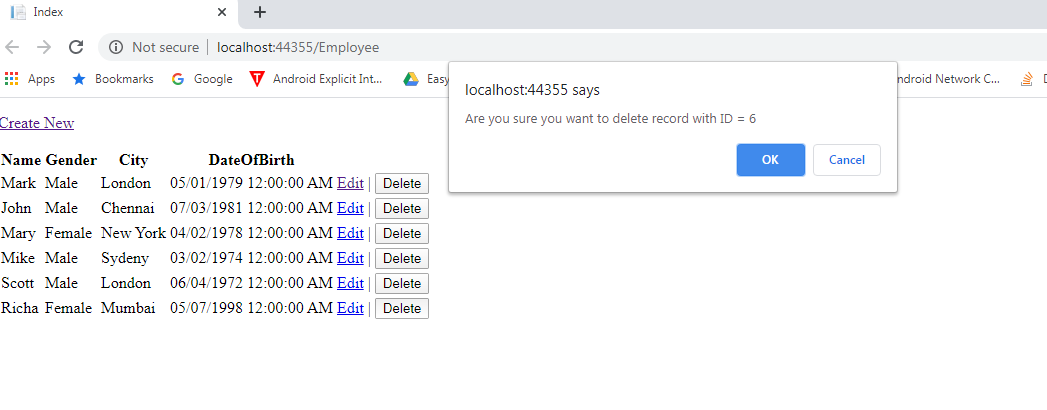 Index
Not secure | localhost:44355/Employee
Apps Bookmarks Google Android Explicit Int... Easy ndroid Network C...
localhost:44355 says
Are you sure you want to delete record with ID = 6
OK Cancel
Create New
Name Gender City DateOfBirth
Mark Male London 05/01/1979 12:00:00 AM Edit | Delete
John Male Chennai 07/03/1981 12:00:00 AM Edit | Delete
Mary Female New York 04/02/1978 12:00:00 AM Edit | Delete
Mike Male Sydeny 03/02/1974 12:00:00 AM Edit | Delete
Scott Male London 06/04/1972 12:00:00 AM Edit | Delete
Richa Female Mumbai 05/07/1998 12:00:00 AM Edit | Delete